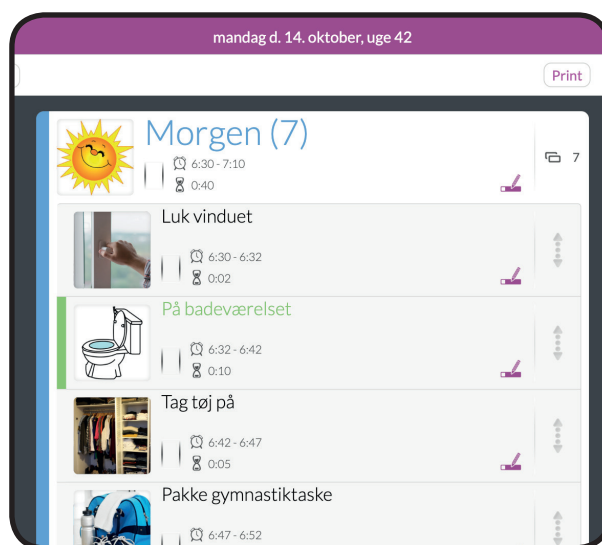 mandag d. 14. oktober, uge 42
Print
Morgen (7)
6:30 - 7:10
7
0:40
Luk vinduet
6:30 - 6:32
0:02
På badeværelset
6:32 - 6:42
0:10
Tag tøj på
6:42 - 6:47
0:05
Pakke gymnastiktaske
6:47 - 6:52